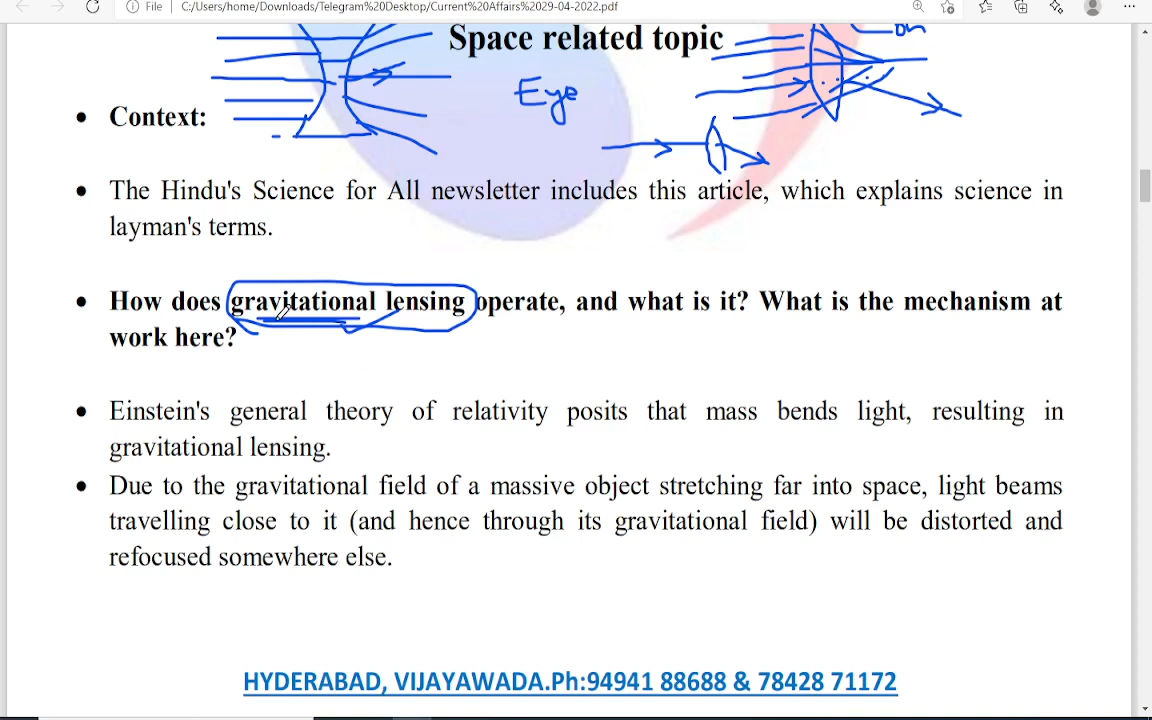 File | C:/Users/home/Downloads/Telegram%20Desktop/Current%20Affairs%2029-04-2022.pdf
Space related topic
Eye
• Context:
• The Hindu's Science for All newsletter includes this article, which explains science in
layman's terms.
• How does gravitational lensing operate, and what is it? What is the mechanism at
work here?
• Einstein's general theory of relativity posits that mass bends light, resulting in
gravitational lensing.
• Due to the gravitational field of a massive object stretching far into space, light beams
travelling close to it (and hence through its gravitational field) will be distorted and
refocused somewhere else.
HYDERABAD, VIJAYAWADA.Ph:94941 88688 & 78428 71172